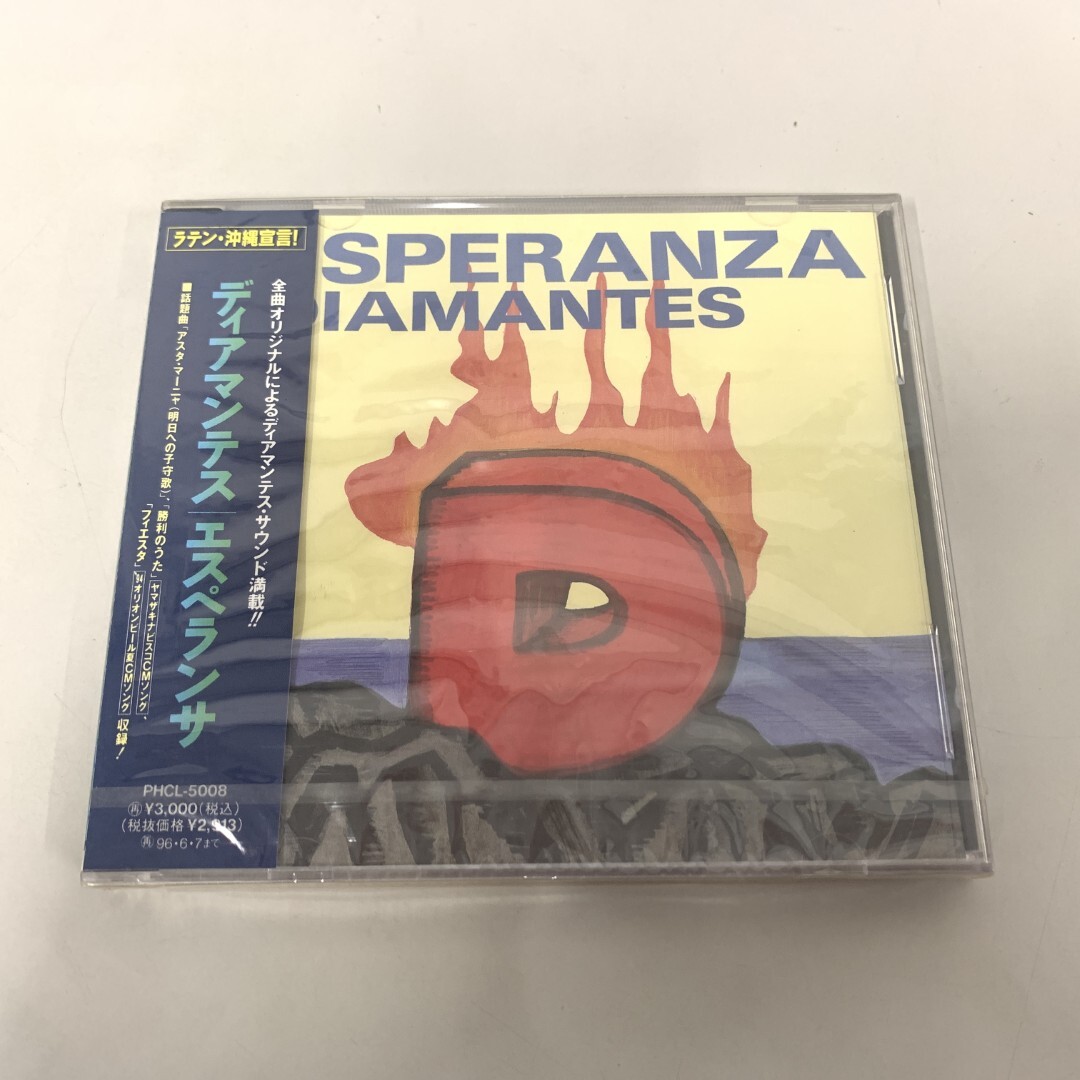 ラテン・沖縄宣言!
全曲オリジナルによるディアマンテス・サウンド満載!!
ディアマンテス|エスペランサ
■話題曲「アスタ・マーニャ(明日への子守歌)」、「勝利のうた」ヤマザキナビスコCMソング、
「フィエスタ」'94オリオンビール夏CMソング 収録!
PHCL-5008
再¥3,000(税込)
(税抜価格¥2,913)
再96・6・7まで
SPERANZA
DIAMANTES
D